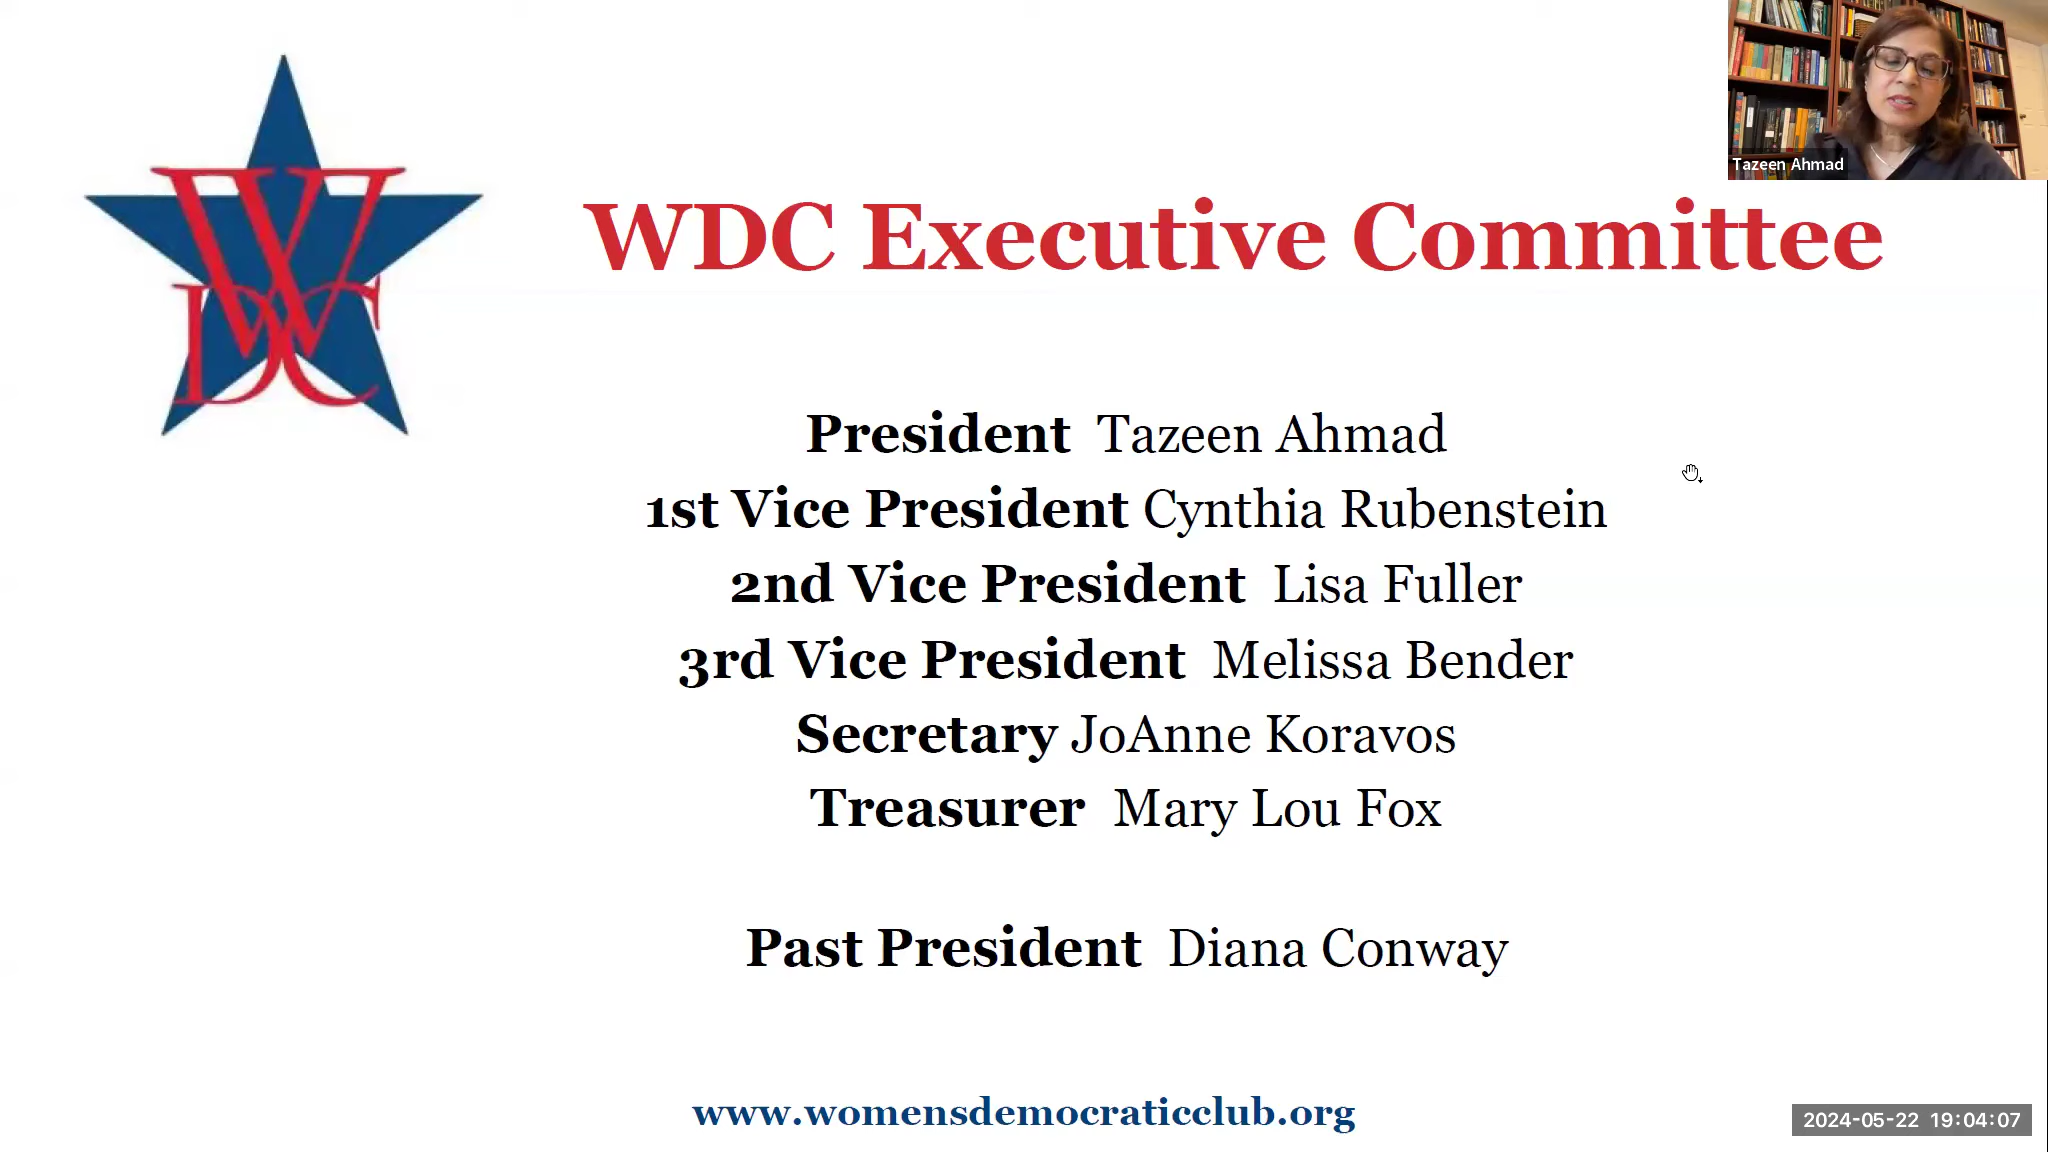 WDC
Tazeen Ahmad
WDC Executive Committee
President Tazeen Ahmad
1st Vice President Cynthia Rubenstein
2nd Vice President Lisa Fuller
3rd Vice President Melissa Bender
Secretary JoAnne Koravos
Treasurer Mary Lou Fox
Past President Diana Conway
www.womensdemocraticclub.org
2024-05-22 19:04:07